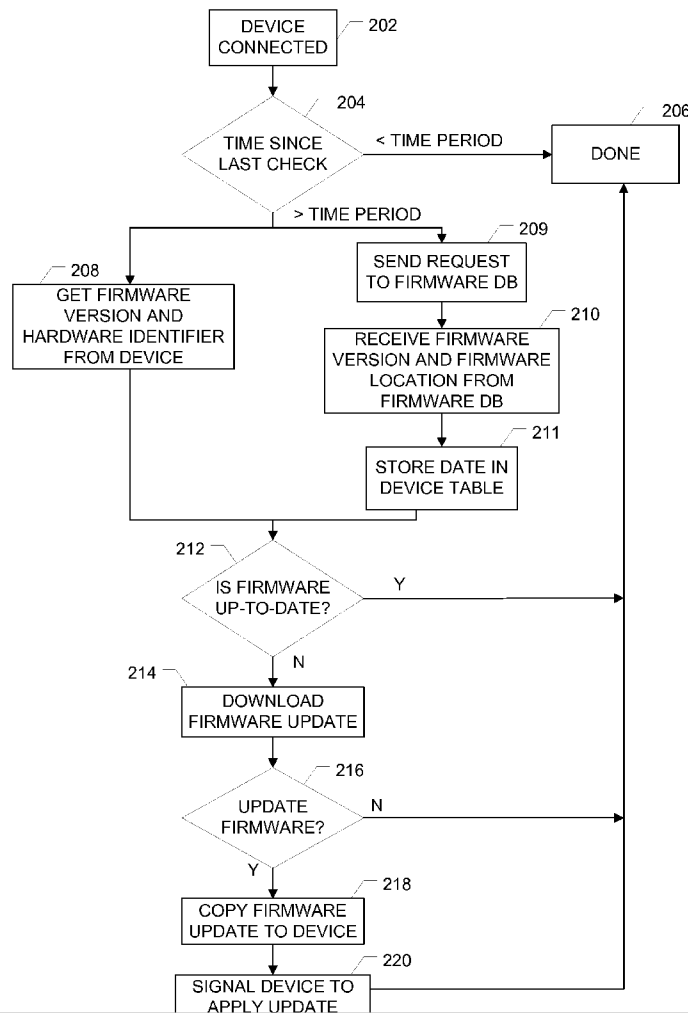 DEVICE
CONNECTED
202
204
TIME SINCE
LAST CHECK
< TIME PERIOD
206
DONE
> TIME PERIOD
209
SEND REQUEST
TO FIRMWARE DB
208
GET FIRMWARE
VERSION AND
HARDWARE IDENTIFIER
FROM DEVICE
210
RECEIVE FIRMWARE
VERSION AND FIRMWARE
LOCATION FROM
FIRMWARE DB
211
STORE DATE IN
DEVICE TABLE
212
IS FIRMWARE
UP-TO-DATE?
Y
N
214
DOWNLOAD
FIRMWARE UPDATE
216
UPDATE
FIRMWARE?
N
Y
218
COPY FIRMWARE
UPDATE TO DEVICE
220
SIGNAL DEVICE TO
APPLY UPDATE